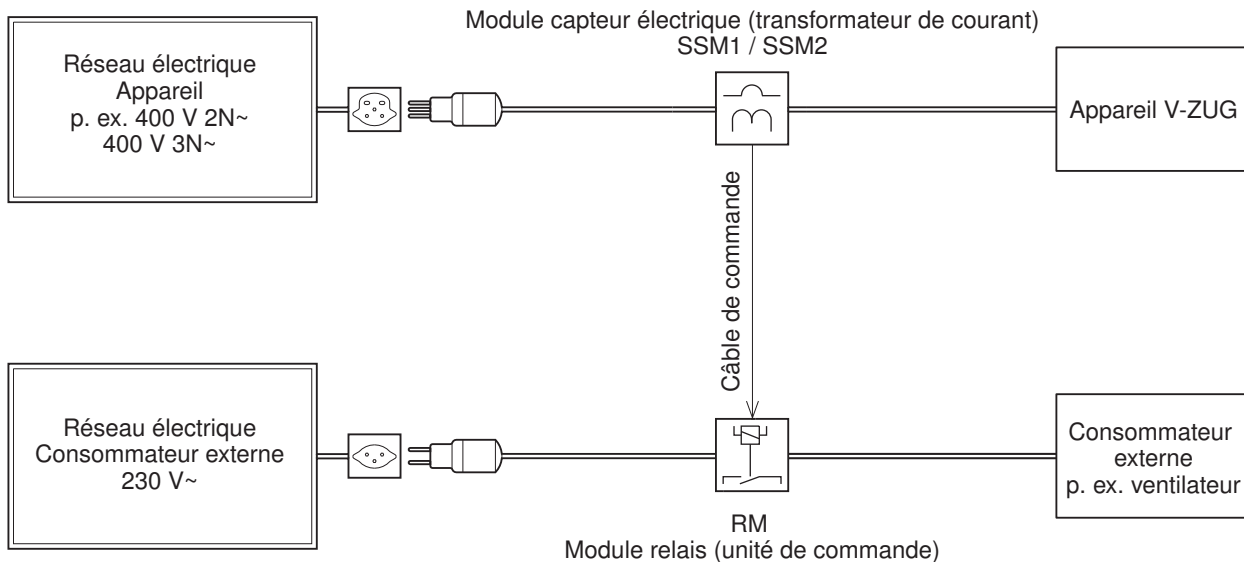 Module capteur électrique (transformateur de courant)
SSM1 / SSM2
Réseau électrique
Appareil
p. ex. 400 V 2N~
400 V 3N~
Appareil V-ZUG
Câble de commande
Réseau électrique
Consommateur externe
230 V~
Consommateur
externe
p. ex. ventilateur
RM
Module relais (unité de commande)